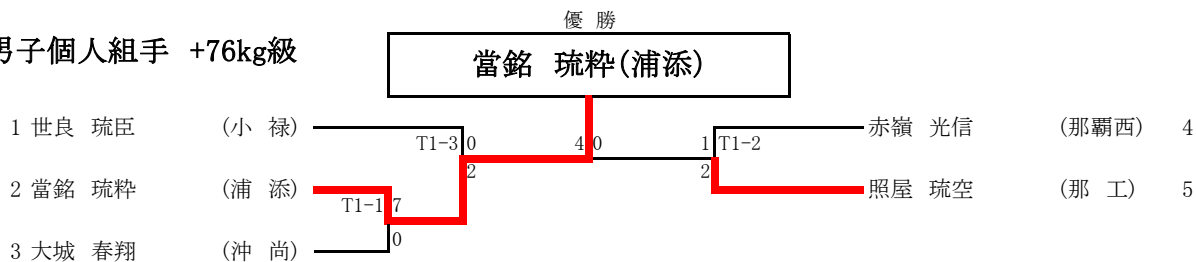 優 勝
男子個人組手 +76kg級
當銘 琉粋(浦添)
1 世良 琉臣 (小 禄) T1-3 0 4 0 1 T1-2 赤嶺 光信 (那覇西) 4
2 2
2 當銘 琉粋 (浦 添) T1-1 7 照屋 琉空 (那 工) 5
0
3 大城 春翔 (沖 尚)